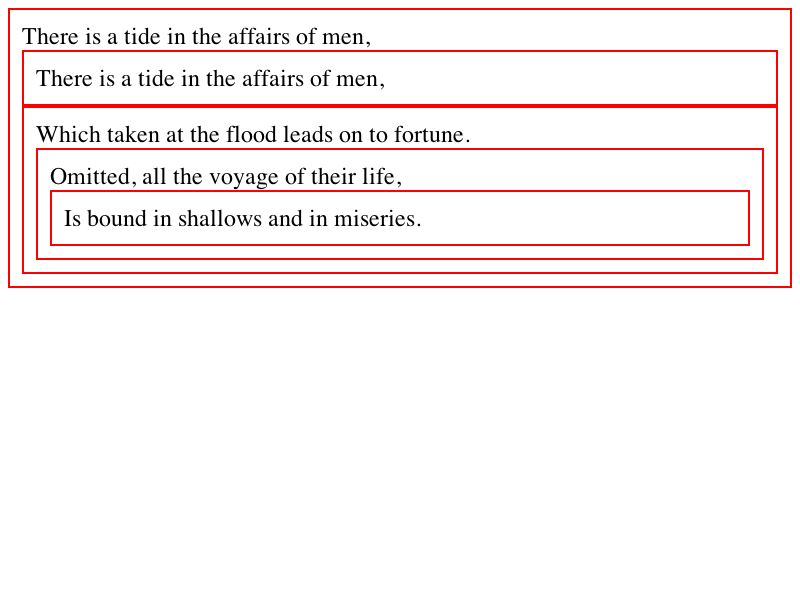 There is a tide in the affairs of men,
There is a tide in the affairs of men,
Which taken at the flood leads on to fortune.
Omitted, all the voyage of their life,
Is bound in shallows and in miseries.